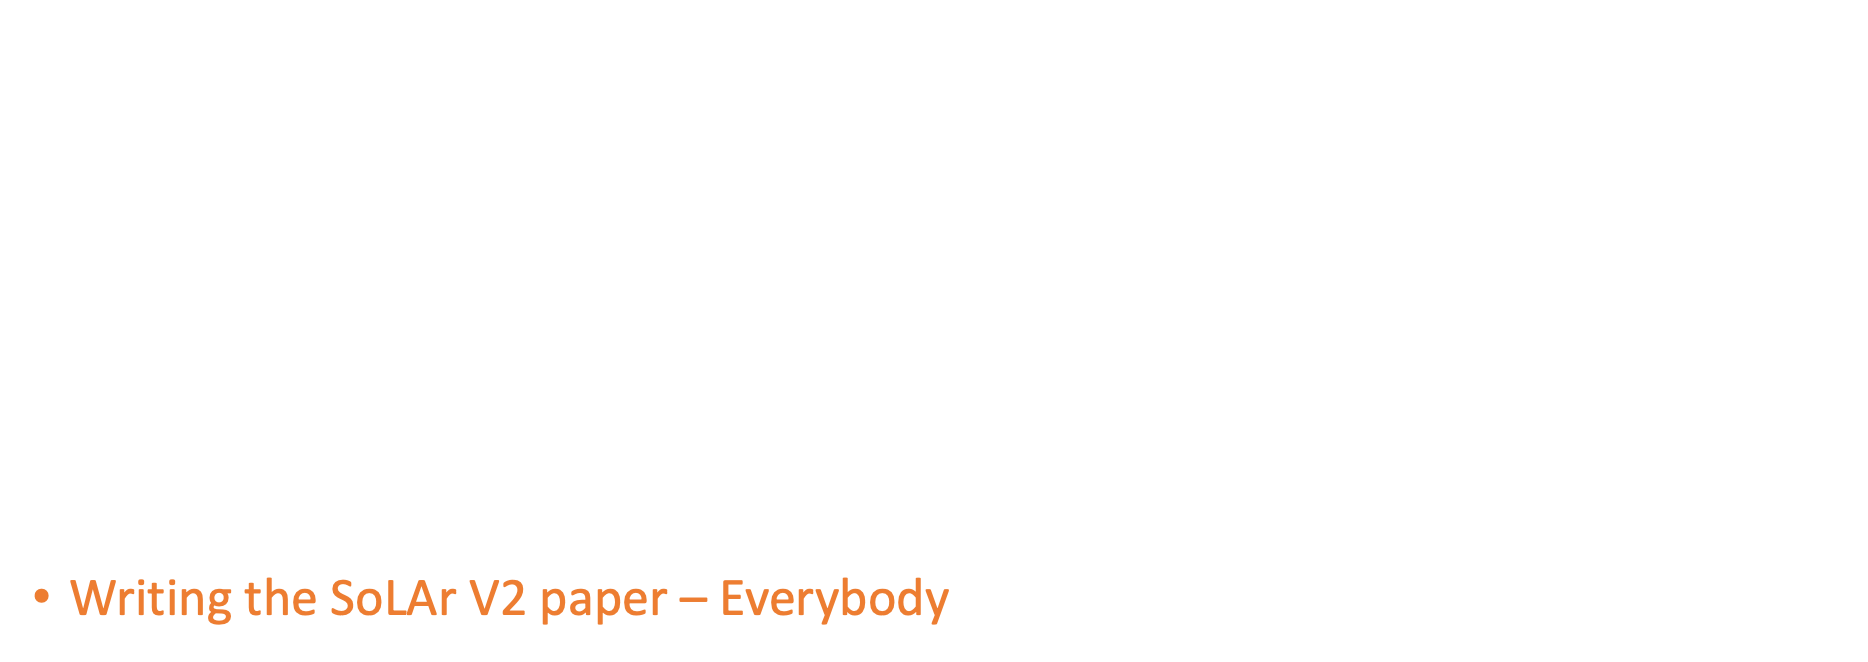 • Writing the SoLAr V2 paper – Everybody